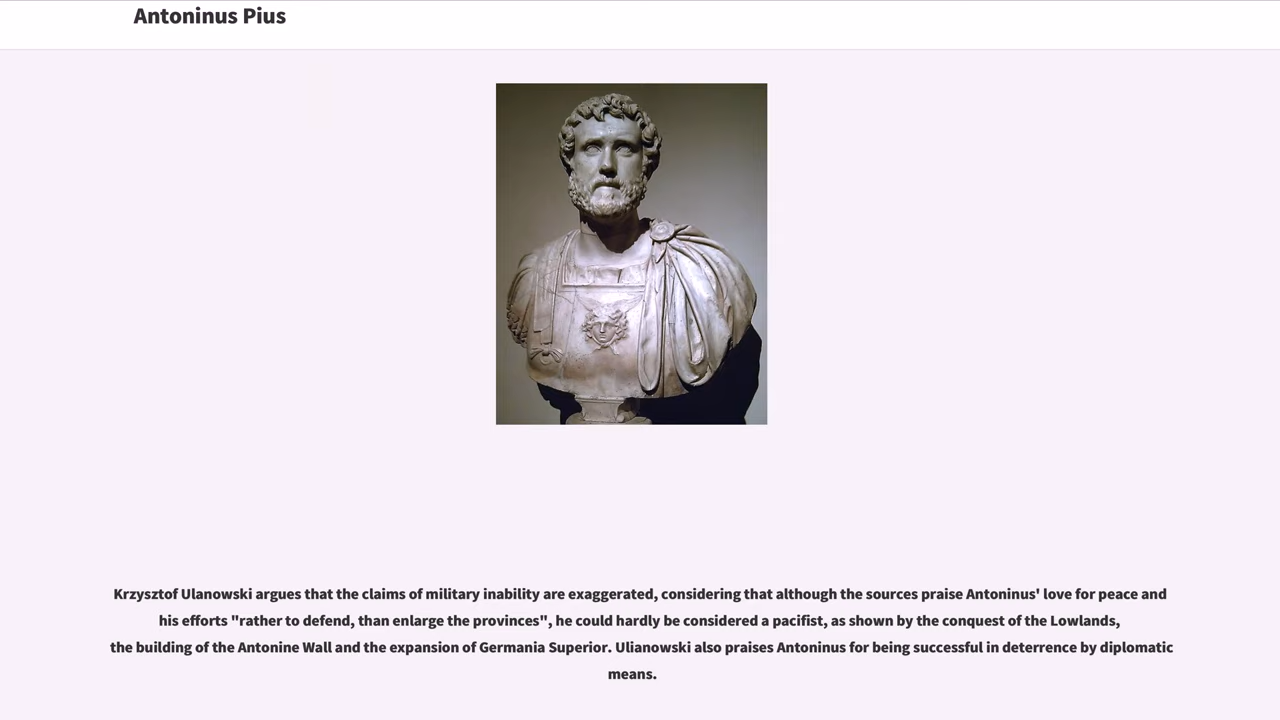 Antoninus Pius
Krzysztof Ulanowski argues that the claims of military inability are exaggerated, considering that although the sources praise Antoninus' love for peace and
his efforts "rather to defend, than enlarge the provinces", he could hardly be considered a pacifist, as shown by the conquest of the Lowlands,
the building of the Antonine Wall and the expansion of Germania Superior. Ulianowski also praises Antoninus for being successful in deterrence by diplomatic
means.